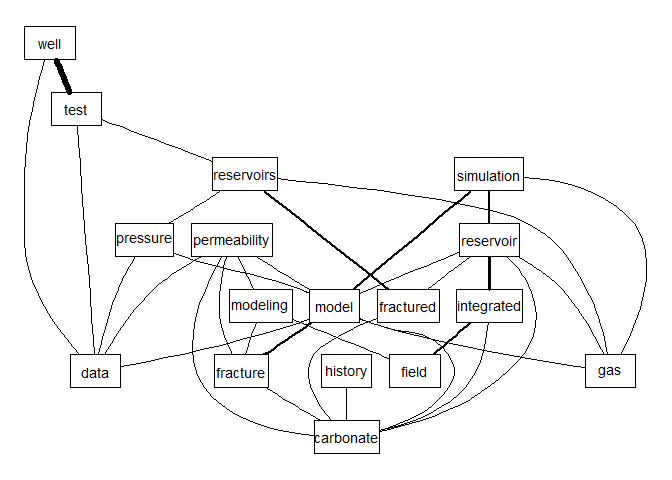 well
test
reservoirs
simulation
pressure
permeability
reservoir
modeling
model
fractured
integrated
data
fracture
history
field
gas
carbonate